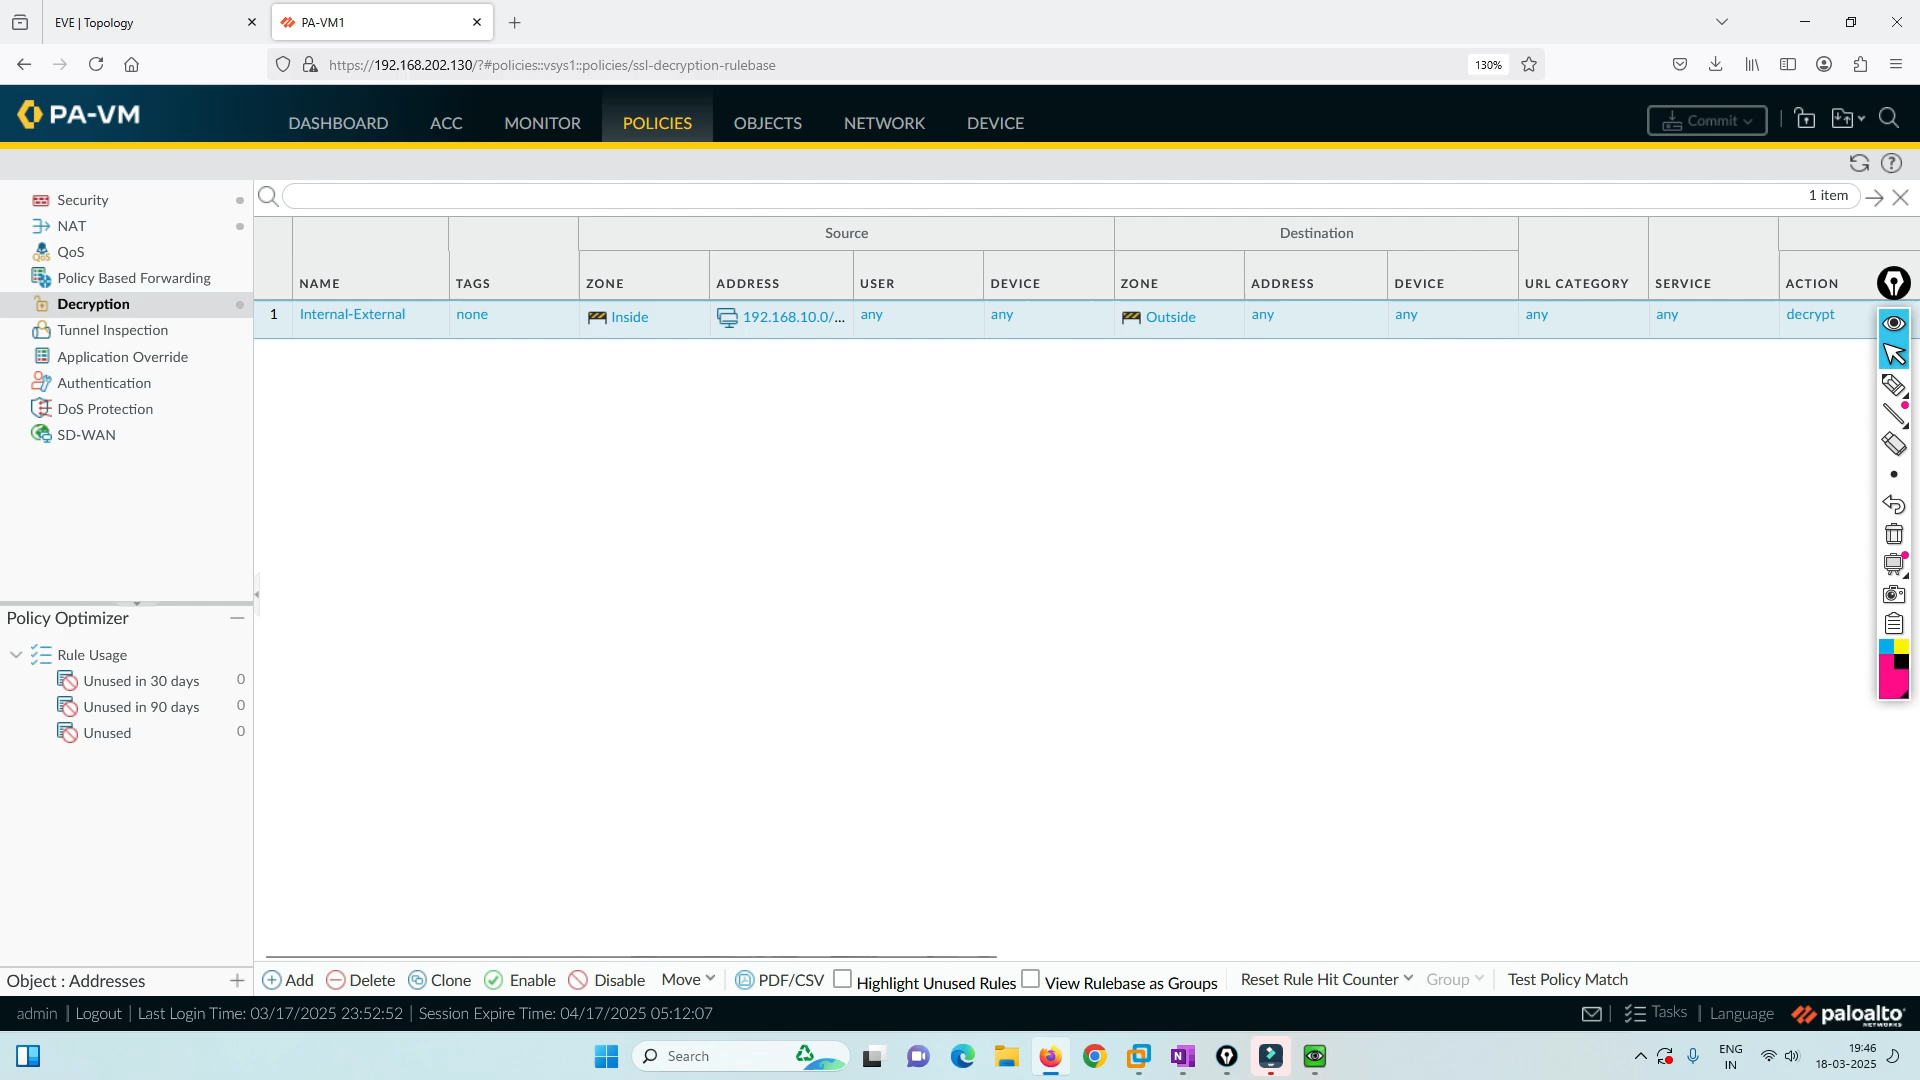 EVE | Topology
PA-VM1
https://192.168.202.130/?#policies::vsys1::policies/ssl-decryption-rulebase
130%
PA-VM
DASHBOARD
ACC
MONITOR
POLICIES
OBJECTS
NETWORK
DEVICE
Commit
Security
NAT
QoS
Policy Based Forwarding
Decryption
Tunnel Inspection
Application Override
Authentication
DoS Protection
SD-WAN
1 item
Source
Destination
NAME
TAGS
ZONE
ADDRESS
USER
DEVICE
ZONE
ADDRESS
DEVICE
URL CATEGORY
SERVICE
ACTION
1
Internal-External
none
Inside
192.168.10.0/...
any
any
Outside
any
any
any
any
decrypt
Policy Optimizer
Rule Usage
Unused in 30 days
0
Unused in 90 days
0
Unused
0
Object : Addresses
Add
Delete
Clone
Enable
Disable
Move
PDF/CSV
Highlight Unused Rules
View Rulebase as Groups
Reset Rule Hit Counter
Group
Test Policy Match
admin | Logout | Last Login Time: 03/17/2025 23:52:52 | Session Expire Time: 04/17/2025 05:12:07
Tasks | Language
paloalto
NETWORKS
Search
ENG
IN
19:46
18-03-2025